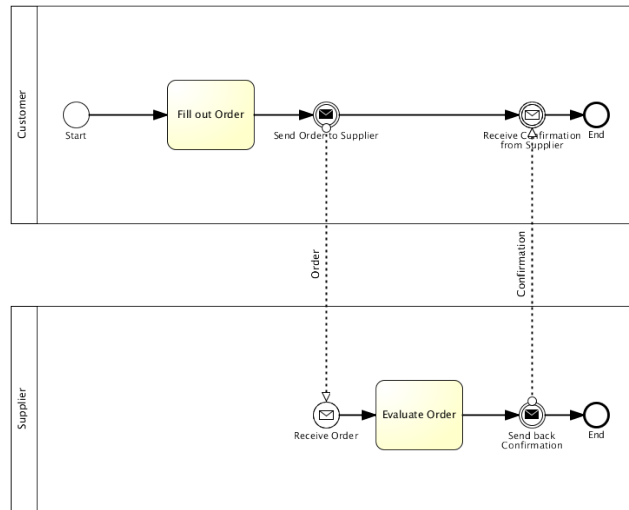 Customer
Start
Fill out Order
Send Order to Supplier
Receive Confirmation
from Supplier
End
Order
Confirmation
Supplier
Receive Order
Evaluate Order
Send back
Confirmation
End